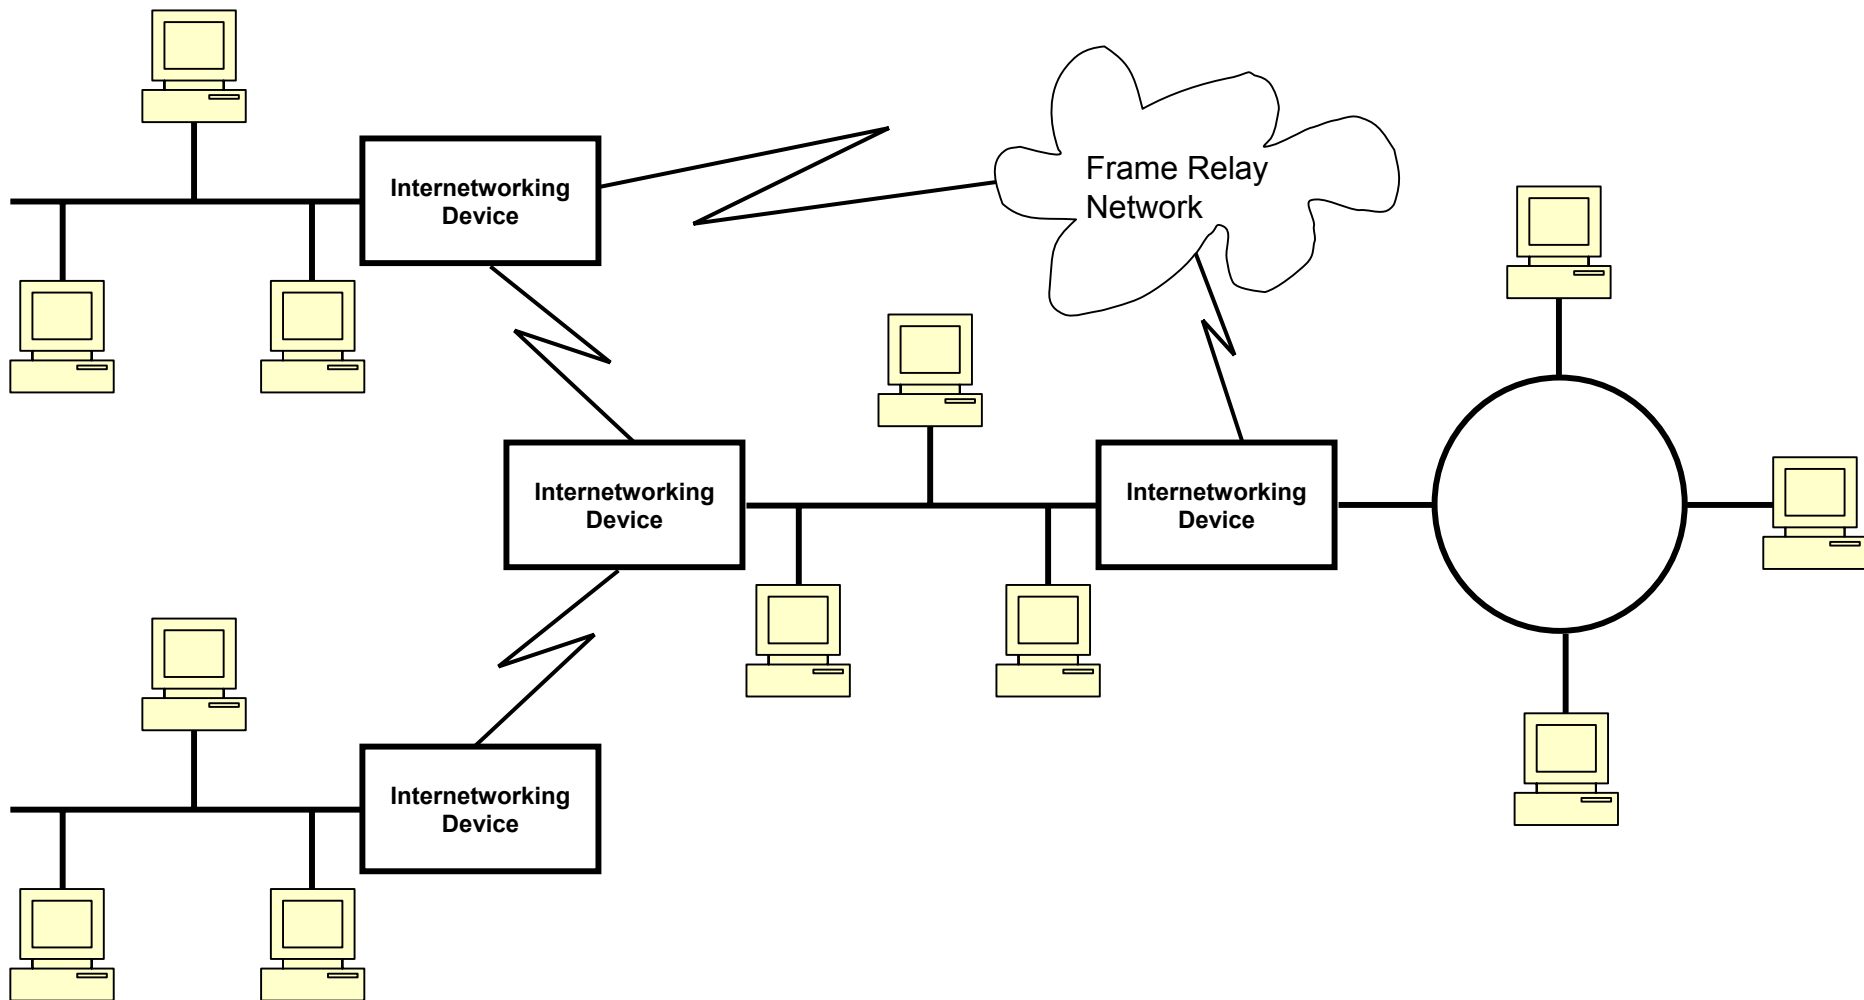 Internetworking
Device
Frame Relay
Network
Internetworking
Device
Internetworking
Device
Internetworking
Device